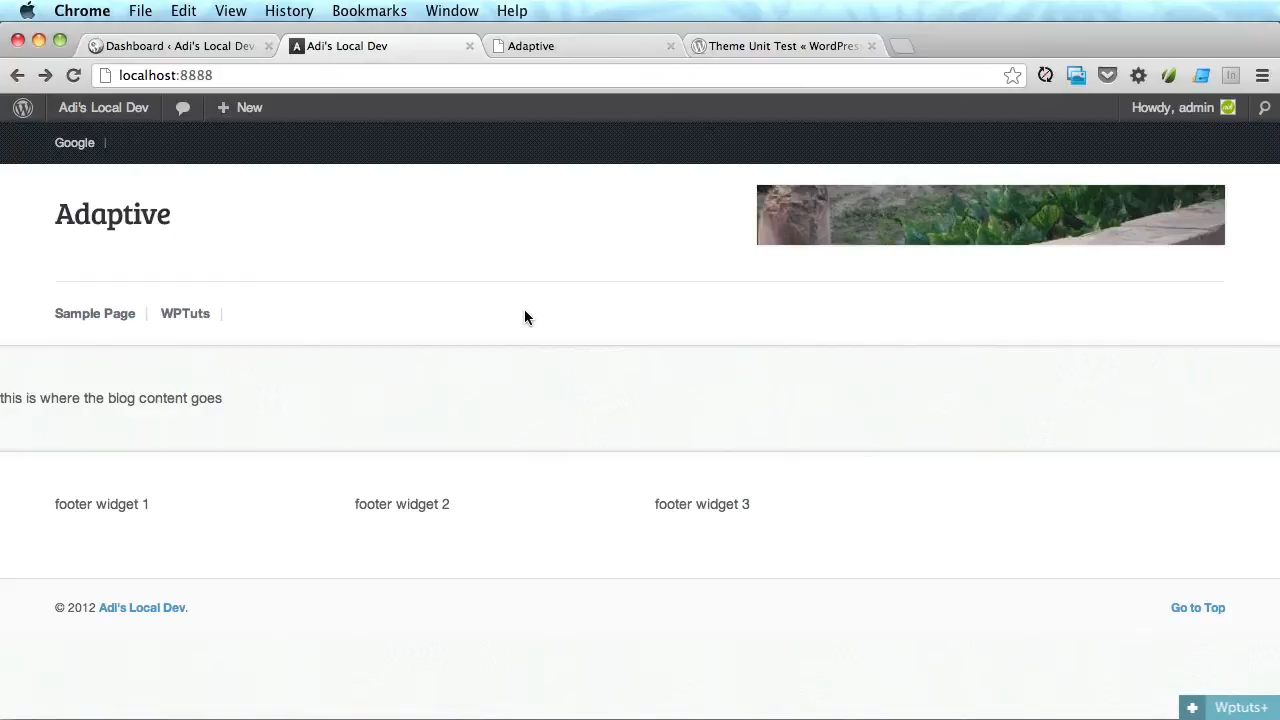 Chrome File Edit View History Bookmarks Window Help
Dashboard ‹ Adi's Local Dev Adi's Local Dev Adaptive Theme Unit Test « WordPres
localhost:8888
Adi's Local Dev New Howdy, admin
Google
Adaptive
Sample Page WPTuts
this is where the blog content goes
footer widget 1 footer widget 2 footer widget 3
© 2012 Adi's Local Dev. Go to Top
Wptuts+